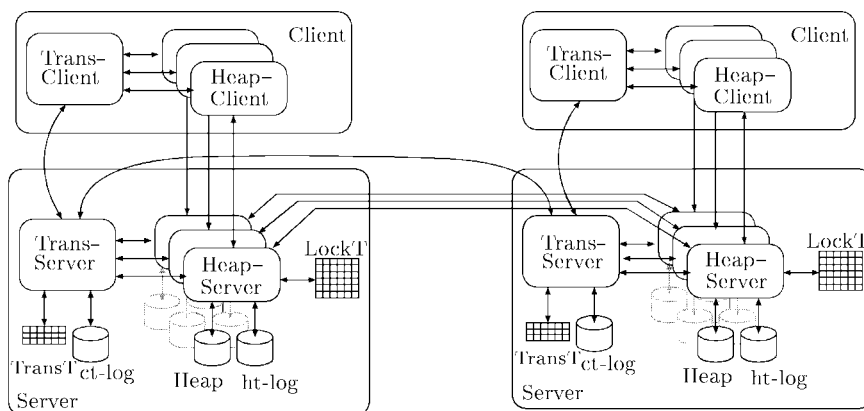 Client
Trans-
Client
Heap-
Client
Client
Trans-
Client
Heap-
Client
Trans-
Server
Heap-
Server
LockT
TransT
ct-log
Heap
ht-log
Server
Trans-
Server
Heap-
Server
LockT
TransT
ct-log
Heap
ht-log
Server